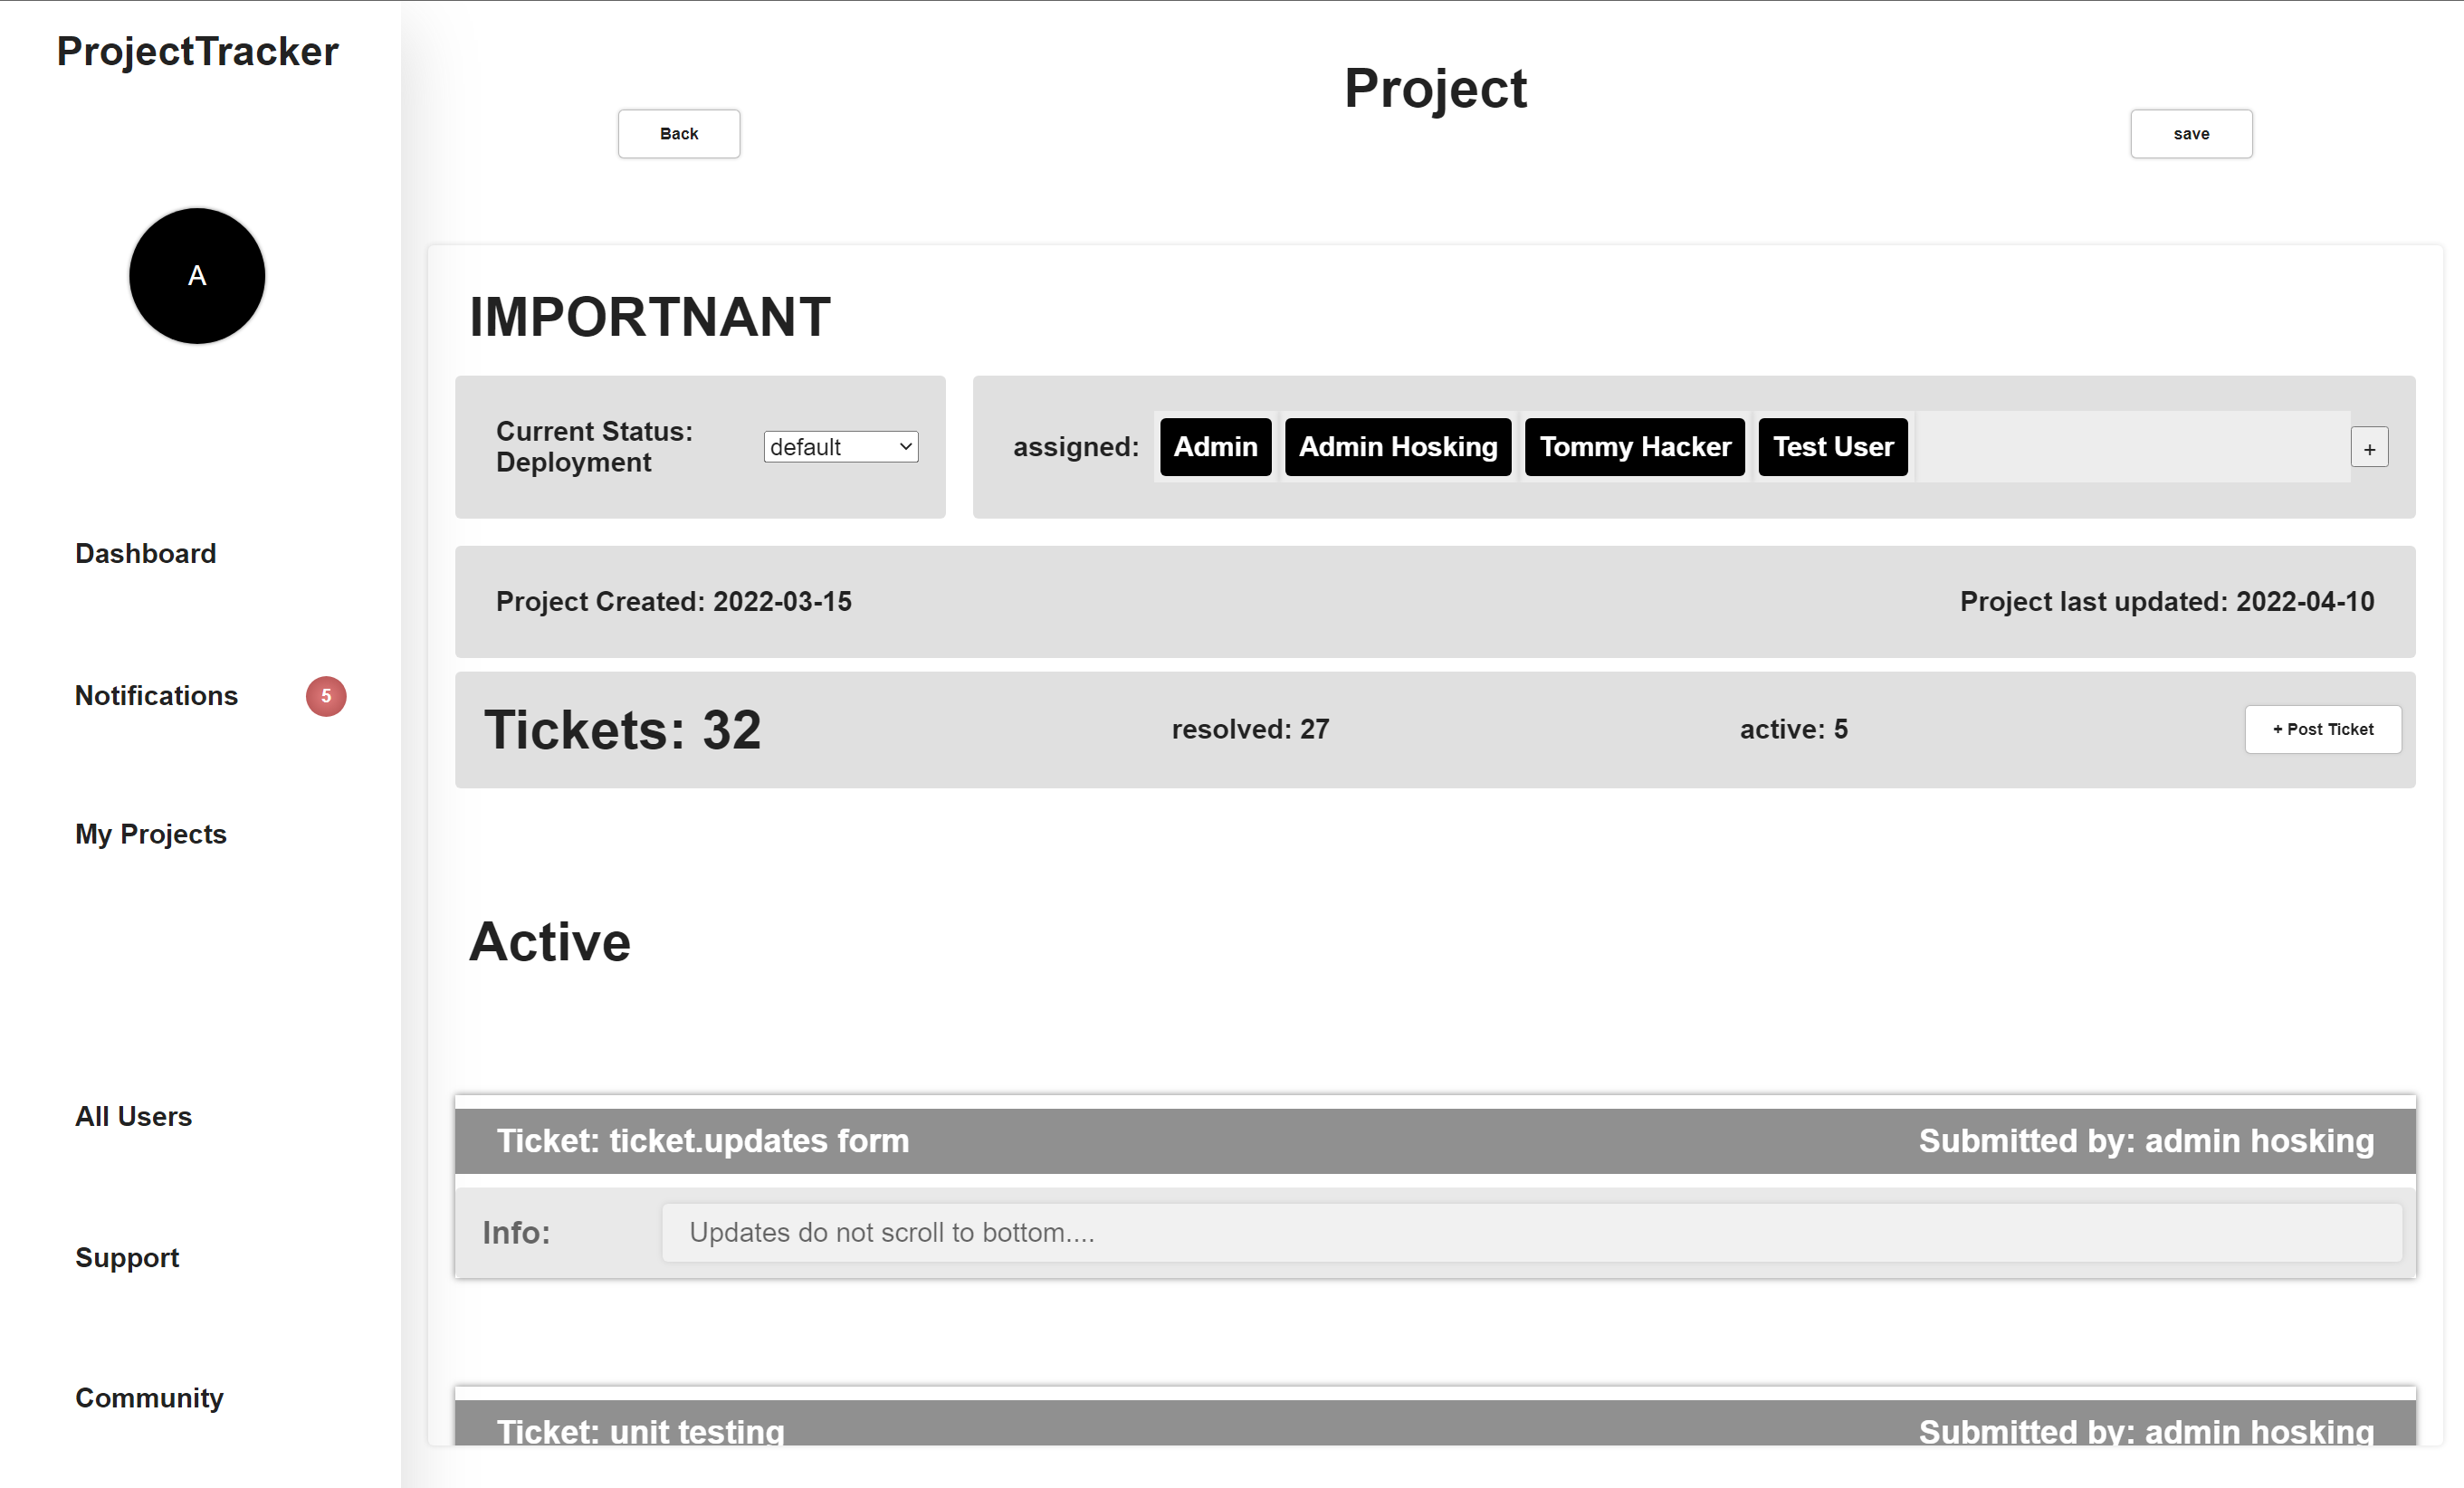 ProjectTracker
A
Dashboard
Notifications 5
My Projects
All Users
Support
Community
Project
Back
save
IMPORTNANT
Current Status:
Deployment
default
assigned: Admin Admin Hosking Tommy Hacker Test User +
Project Created: 2022-03-15 Project last updated: 2022-04-10
Tickets: 32 resolved: 27 active: 5 + Post Ticket
Active
Ticket: ticket.updates form Submitted by: admin hosking
Info: Updates do not scroll to bottom....
Ticket: unit testing Submitted by: admin hosking